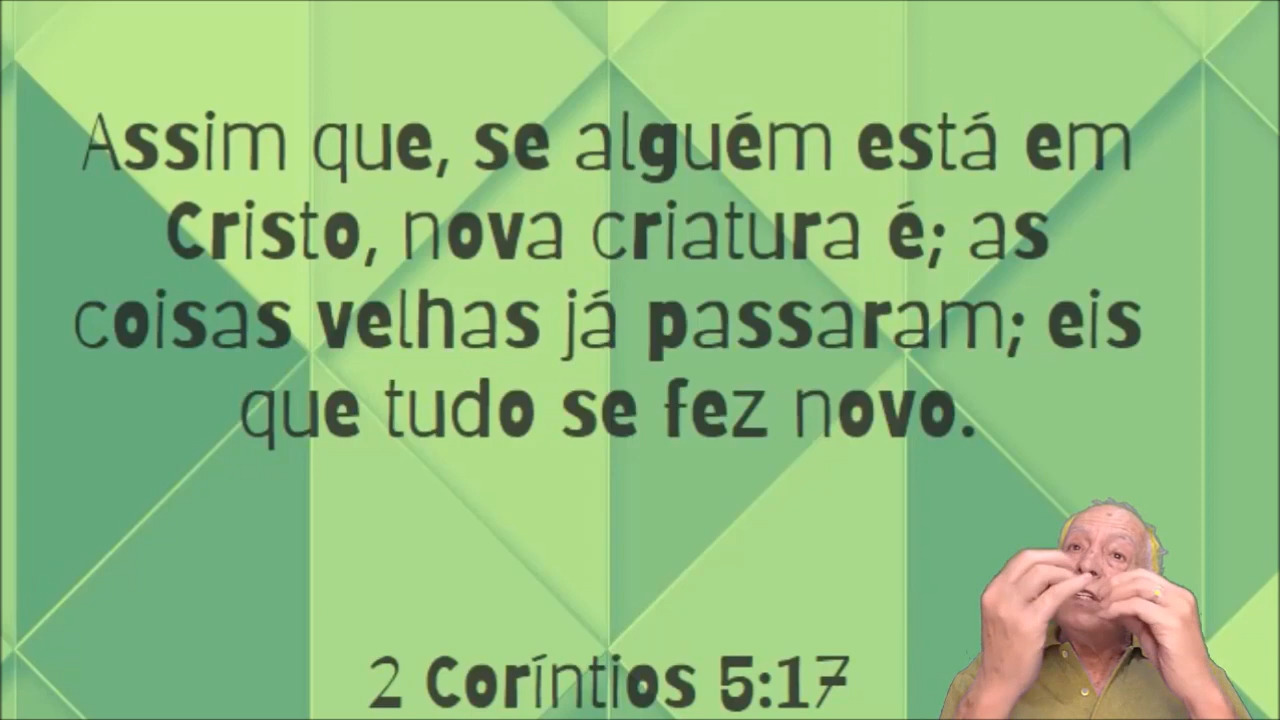 Assim que, se alguém está em
Cristo, nova criatura é; as
coisas velhas já passaram; eis
que tudo se fez novo.
2 Coríntios 5:17